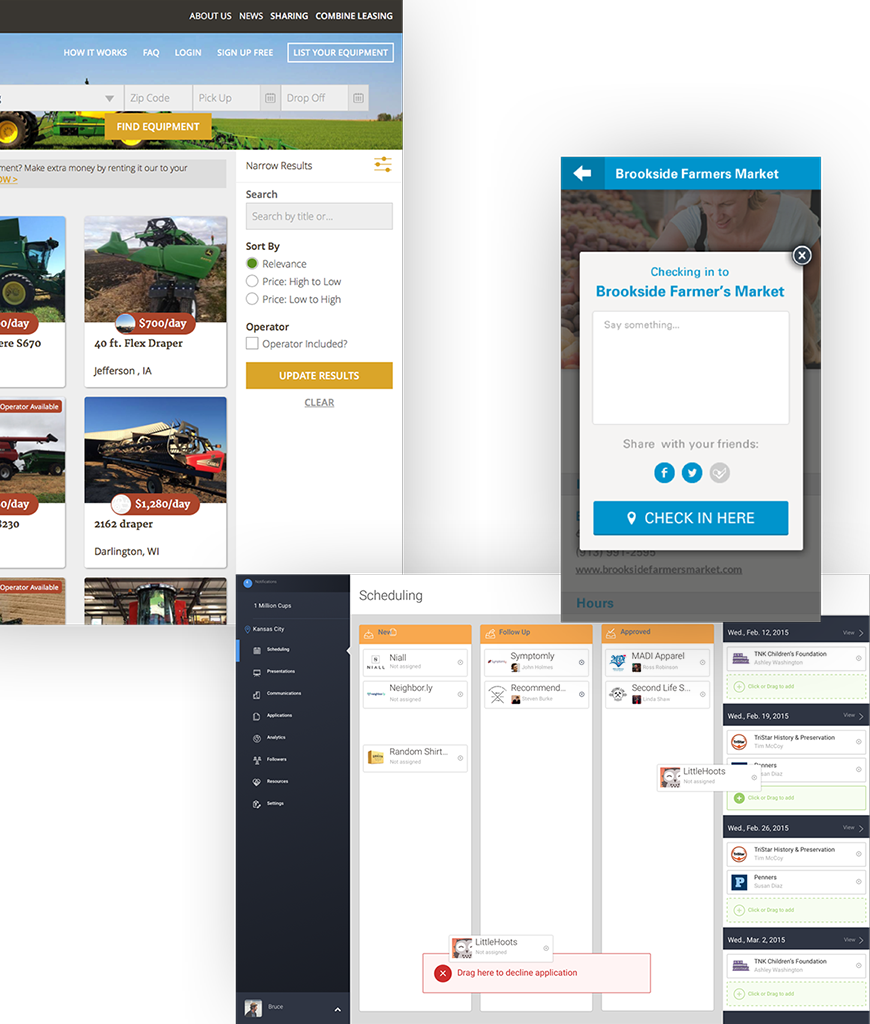 ABOUT US NEWS SHARING COMBINE LEASING
HOW IT WORKS FAQ LOGIN SIGN UP FREE LIST YOUR EQUIPMENT
Zip Code Pick Up Drop Off
FIND EQUIPMENT
ment? Make extra money by renting it our to your
OW >
Narrow Results
Search
Search by title or...
Sort By
Relevance
Price: High to Low
Price: Low to High
Operator
Operator Included?
UPDATE RESULTS
CLEAR
0/day
ere S670
$700/day
40 ft. Flex Draper
Jefferson , IA
Operator Available
0/day
8230
$1,280/day
2162 draper
Darlington, WI
Operator Available
Brookside Farmers Market
Checking in to
Brookside Farmer's Market
Say something...
Share with your friends:
CHECK IN HERE
(913) 991-2595
www.brooksidefarmersmarket.com
Hours
Notifications
1 Million Cups
Kansas City
Scheduling
Presentations
Communications
Applications
Analytics
Followers
Resources
Settings
Bruce
Scheduling
New
Niall
Not assigned
NIALL
Neighbor.ly
Not assigned
Random Shirt...
Not assigned
Follow Up
Symptomly
John Holmes
Recommend...
Steven Burke
Approved
MADI Apparel
Rosa Robinson
Second Life S...
Linda Shaw
LittleHoots
Not assigned
LittleHoots
Not assigned
Drag here to decline application
Wed., Feb. 12, 2015 View
TNK Children's Foundation
Ashley Washington
Click or Drag to add
Wed., Feb. 19, 2015 View
TriStar History & Preservation
Tim McCoy
Penners
Susan Diaz
Click or Drag to add
Wed., Feb. 26, 2015 View
TriStar History & Preservation
Tim McCoy
Penners
Susan Diaz
Click or Drag to add
Wed., Mar. 2, 2015 View
TNK Children's Foundation
Ashley Washington
Click or Drag to add